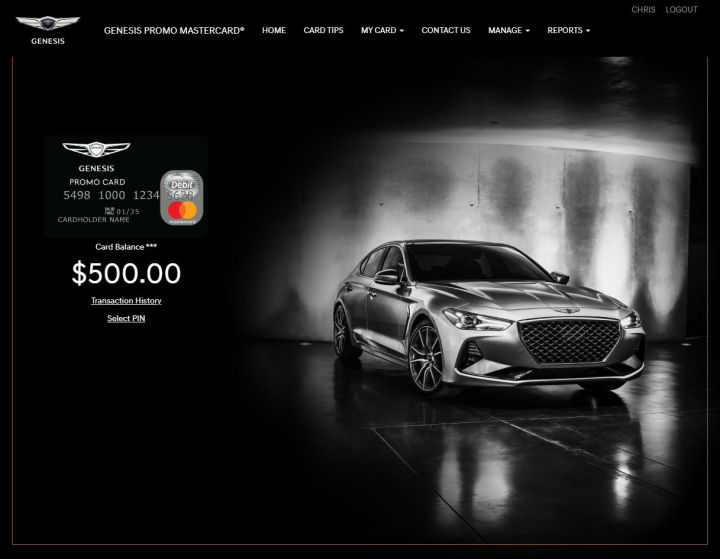 CHRIS LOGOUT
GENESIS
GENESIS PROMO MASTERCARD® HOME CARD TIPS MY CARD CONTACT US MANAGE REPORTS
GENESIS
PROMO CARD
Debit
5498 1000 1234 5678
VALID THRU 01/35
CARDHOLDER NAME
mastercard
Card Balance ***
$500.00
Transaction History
Select PIN